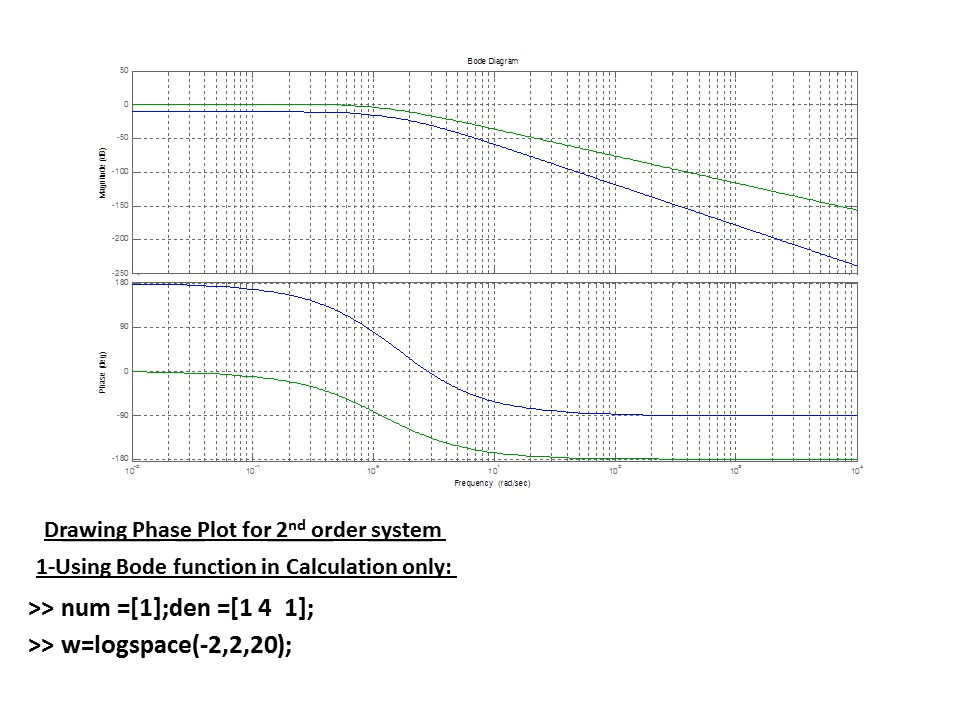 Bode Diagram
50
0
-50
-100
-150
-200
-250
Magnitude (dB)
180
90
0
-90
-180
Phase (deg)
10⁻² 10⁻¹ 10⁰ 10¹ 10² 10³ 10⁴
Frequency (rad/sec)
Drawing Phase Plot for 2nd order system
1-Using Bode function in Calculation only:
>> num =[1];den =[1 4 1];
>> w=logspace(-2,2,20);